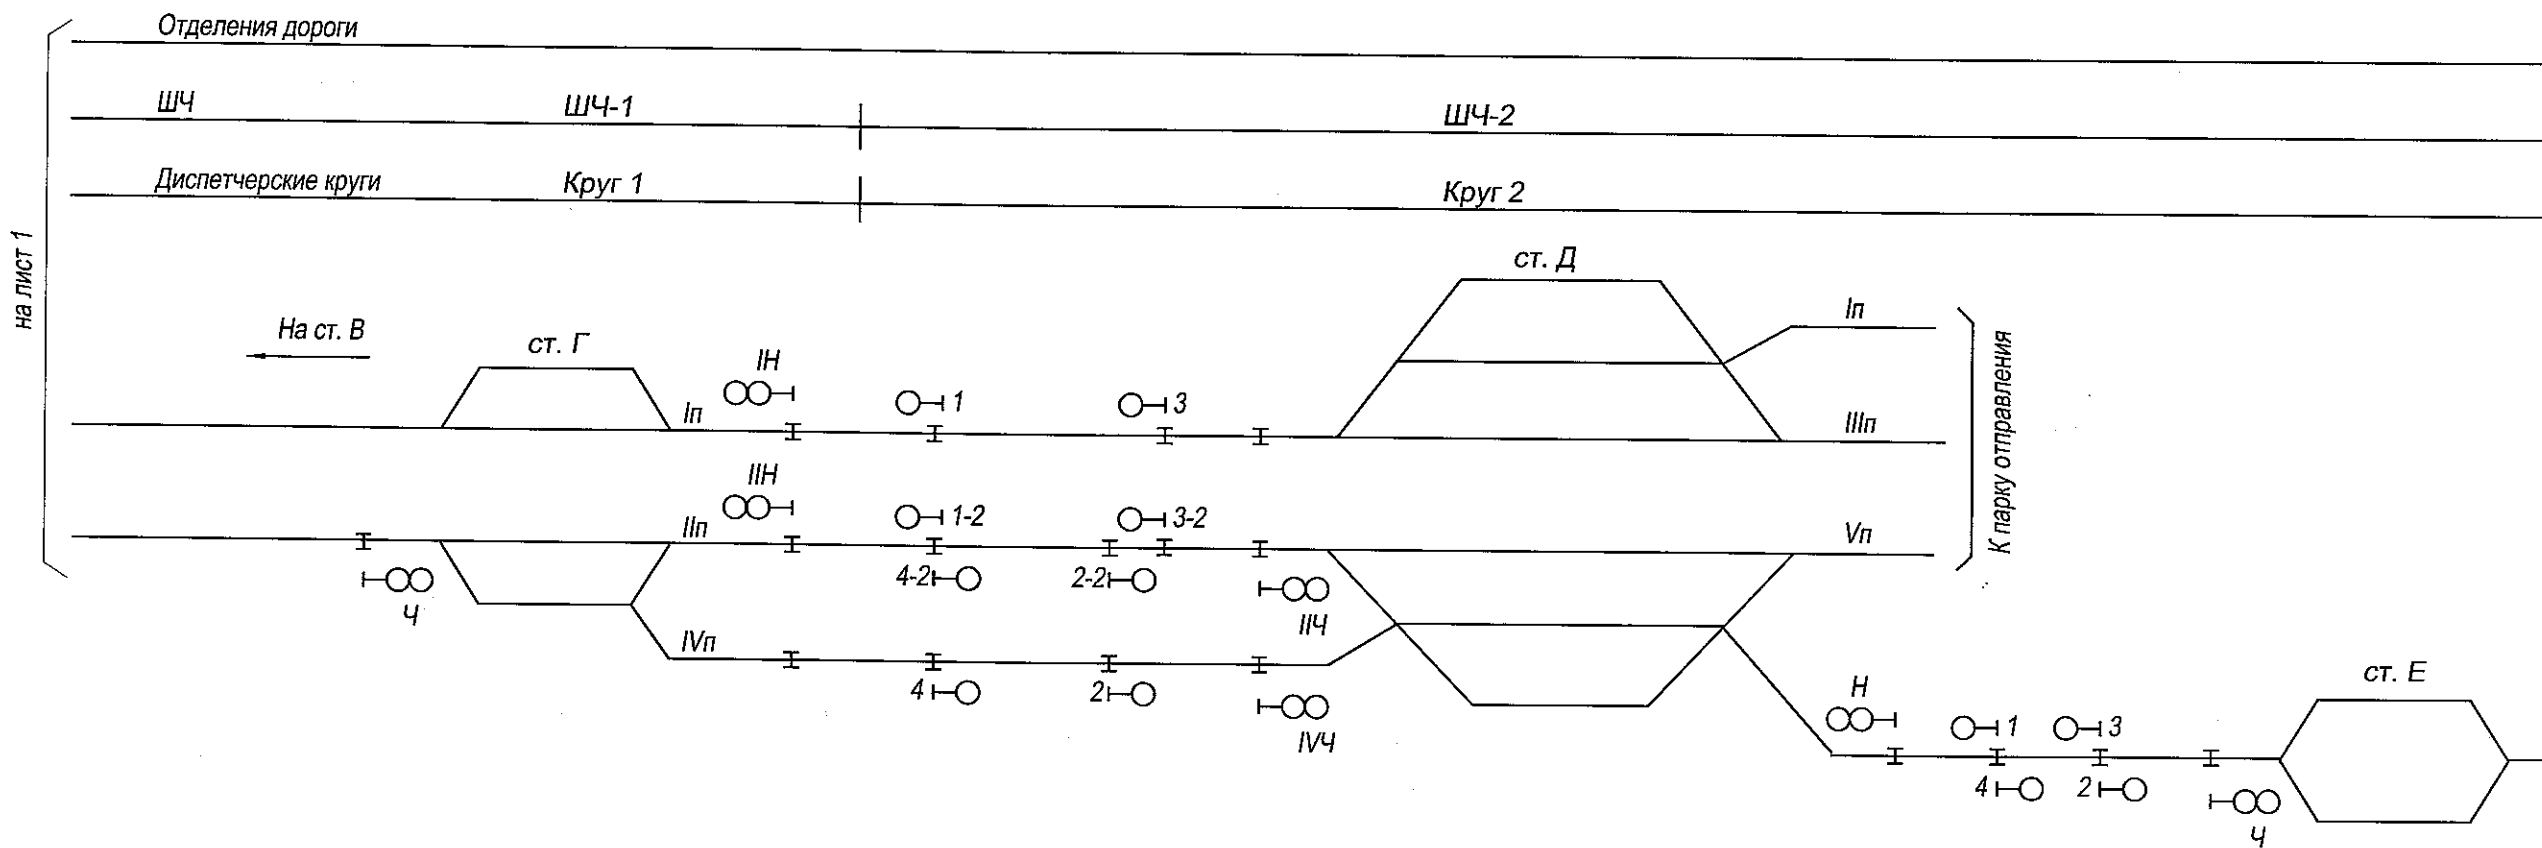 Отделения дороги
ШЧ ШЧ-1 ШЧ-2
Диспетчерские круги Круг 1 Круг 2
на лист 1
ст. Д
На ст. В
ст. Г
Iп
IН
Iп
1
3
IIIп
К парку отправления
IIН
IIп
1-2
3-2
Vп
4-2
2-2
Ч
IIЧ
IVп
4
2
IVЧ
Н
ст. Е
1
3
4
2
Ч